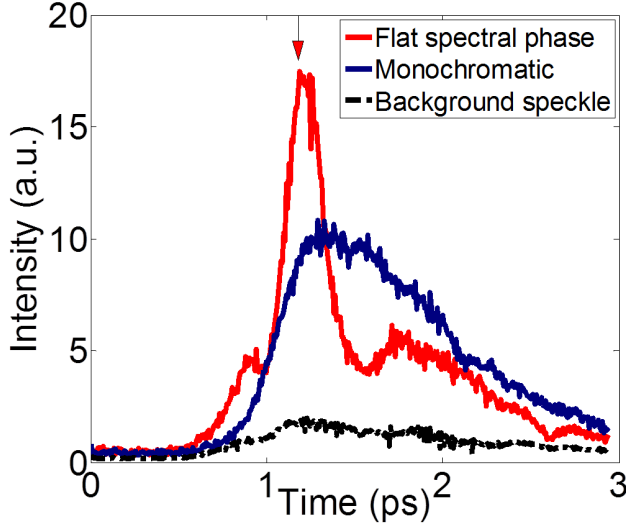 20
15
10
5
0
0
1
2
3
Intensity (a.u.)
Time (ps)
Flat spectral phase
Monochromatic
Background speckle